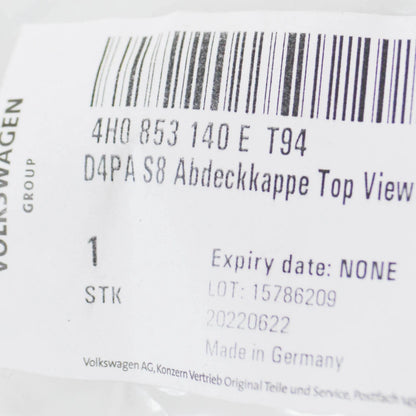 VOLKSWAGEN
GROUP
4H0 853 140 E T94
D4PA S8 Abdeckkappe Top View
1
STK
Expiry date: NONE
LOT: 15786209
20220622
Made in Germany
Volkswagen AG, Konzern Vertrieb Original Teile und Service, Postfach